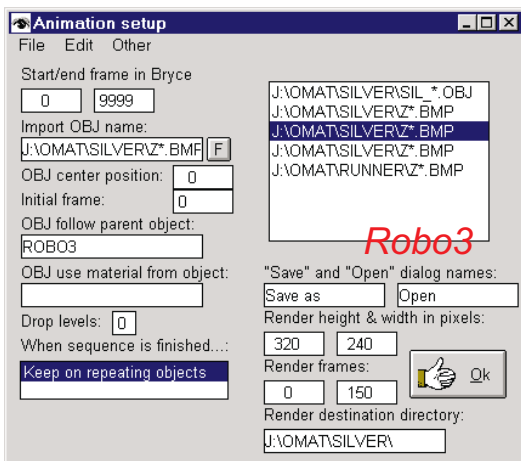 Animation setup
File Edit Other
Start/end frame in Bryce
0 9999
Import OBJ name:
J:\OMAT\SILVER\Z*.BMF F
OBJ center position: 0
Initial frame: 0
OBJ follow parent object:
ROBO3
OBJ use material from object:
Drop levels: 0
When sequence is finished...:
Keep on repeating objects
J:\OMAT\SILVER\SIL_*.OBJ
J:\OMAT\SILVER\Z*.BMP
J:\OMAT\SILVER\Z*.BMP
J:\OMAT\SILVER\Z*.BMP
J:\OMAT\RUNNER\Z*.BMP
Robo3
"Save" and "Open" dialog names:
Save as Open
Render height & width in pixels:
320 240
Render frames:
0 150
Ok
Render destination directory:
J:\OMAT\SILVER\